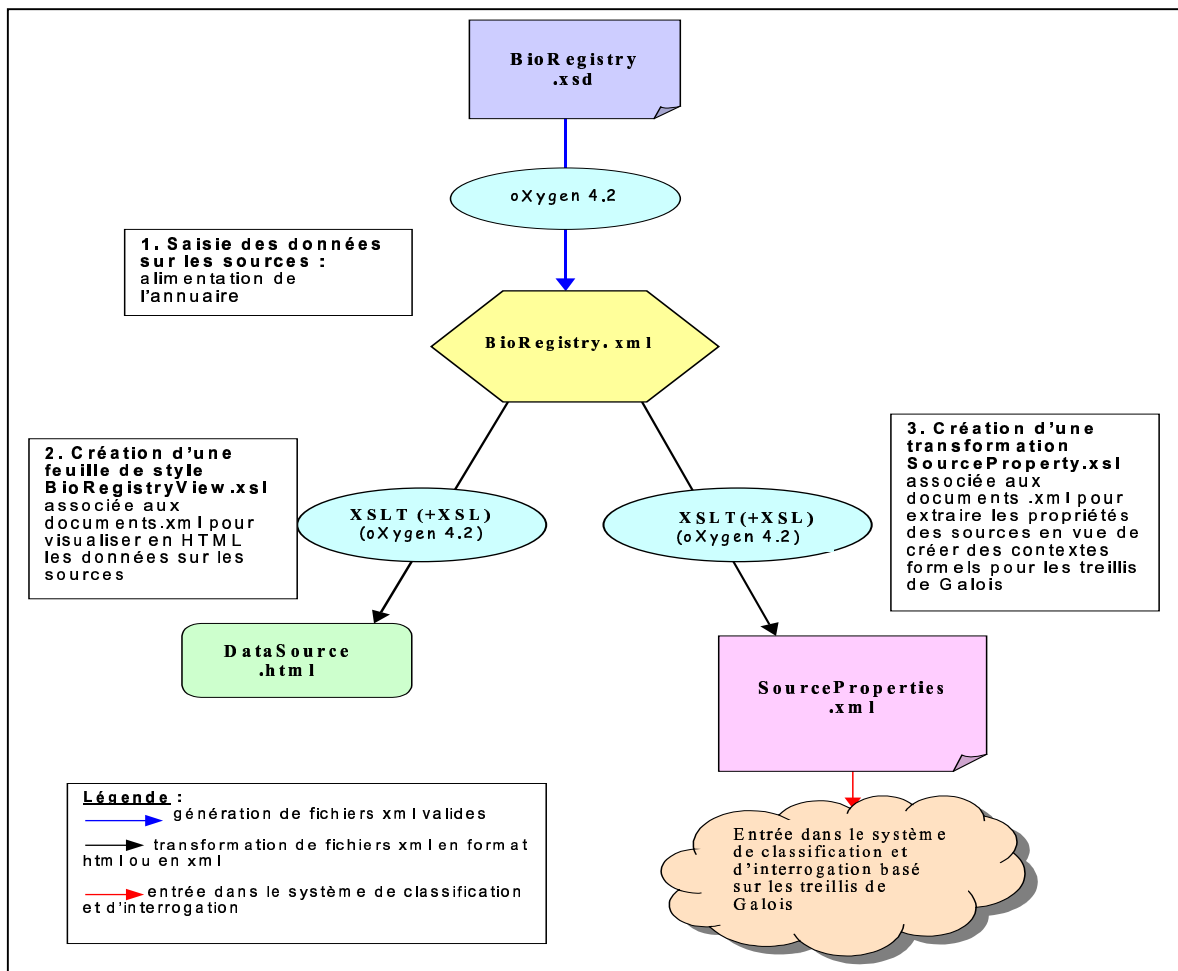 BioRegistry
.xsd
oXygen 4.2
1. Saisie des données
sur les sources :
alimentation de
l'annuaire
BioRegistry.xml
2. Création d'une
feuille de style
BioRegistryView.xsl
associée aux
documents.xml pour
visualiser en HTML
les données sur les
sources
XSLT (+XSL)
(oXygen 4.2)
XSLT(+XSL)
(oXygen 4.2)
3. Création d'une
transformation
SourceProperty.xsl
associée aux
documents .xml pour
extraire les propriétés
des sources en vue de
créer des contextes
formels pour les treillis
de Galois
DataSource
.html
SourceProperties
.xml
Légende :
génération de fichiers xml valides
transformation de fichiers xml en format
html ou en xml
entrée dans le système de classification
et d'interrogation
Entrée dans le système
de classification et
d'interrogation basé
sur les treillis de
Galois